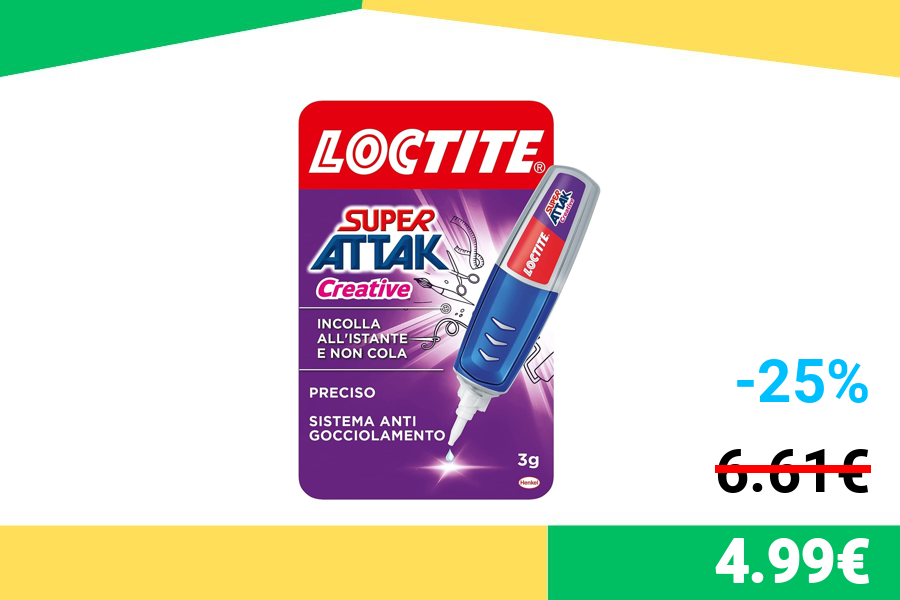 LOCTITE®
SUPER
ATTAK
Creative
INCOLLA
ALL'ISTANTE
E NON COLA
PRECISO
SISTEMA ANTI
GOCCIOLAMENTO
3g
Henkel
SUPER
ATTAK
Creative
LOCTITE
-25%
6.61€
4.99€